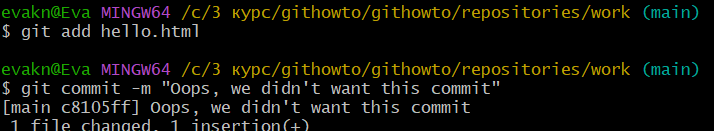 evakn@Eva MINGW64 /c/3 курс/githowto/githowto/repositories/work (main)
$ git add hello.html
evakn@Eva MINGW64 /c/3 курс/githowto/githowto/repositories/work (main)
$ git commit -m "Oops, we didn't want this commit"
[main c8105ff] Oops, we didn't want this commit
1 file changed, 1 insertion(+)